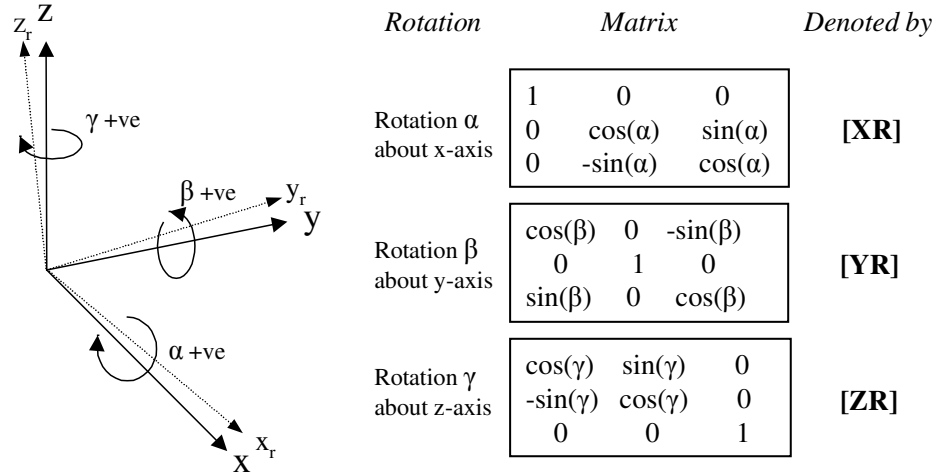 z
z_r
γ +ve
β +ve
y_r
y
α +ve
x_r
x
Rotation Matrix Denoted by
Rotation α
about x-axis
1 0 0
0 cos(α) sin(α)
0 -sin(α) cos(α)
[XR]
Rotation β
about y-axis
cos(β) 0 -sin(β)
0 1 0
sin(β) 0 cos(β)
[YR]
Rotation γ
about z-axis
cos(γ) sin(γ) 0
-sin(γ) cos(γ) 0
0 0 1
[ZR]